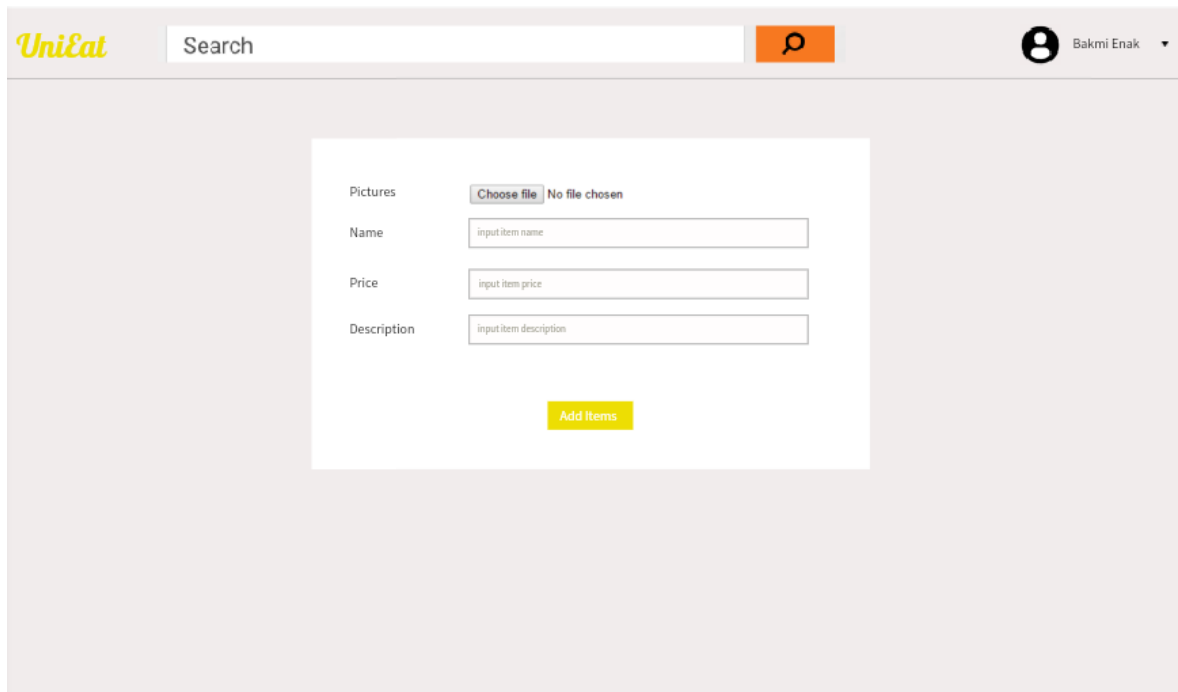 UniEat
Search
Bakmi Enak
Pictures
Choose file No file chosen
Name
input item name
Price
input item price
Description
input item description
Add Items